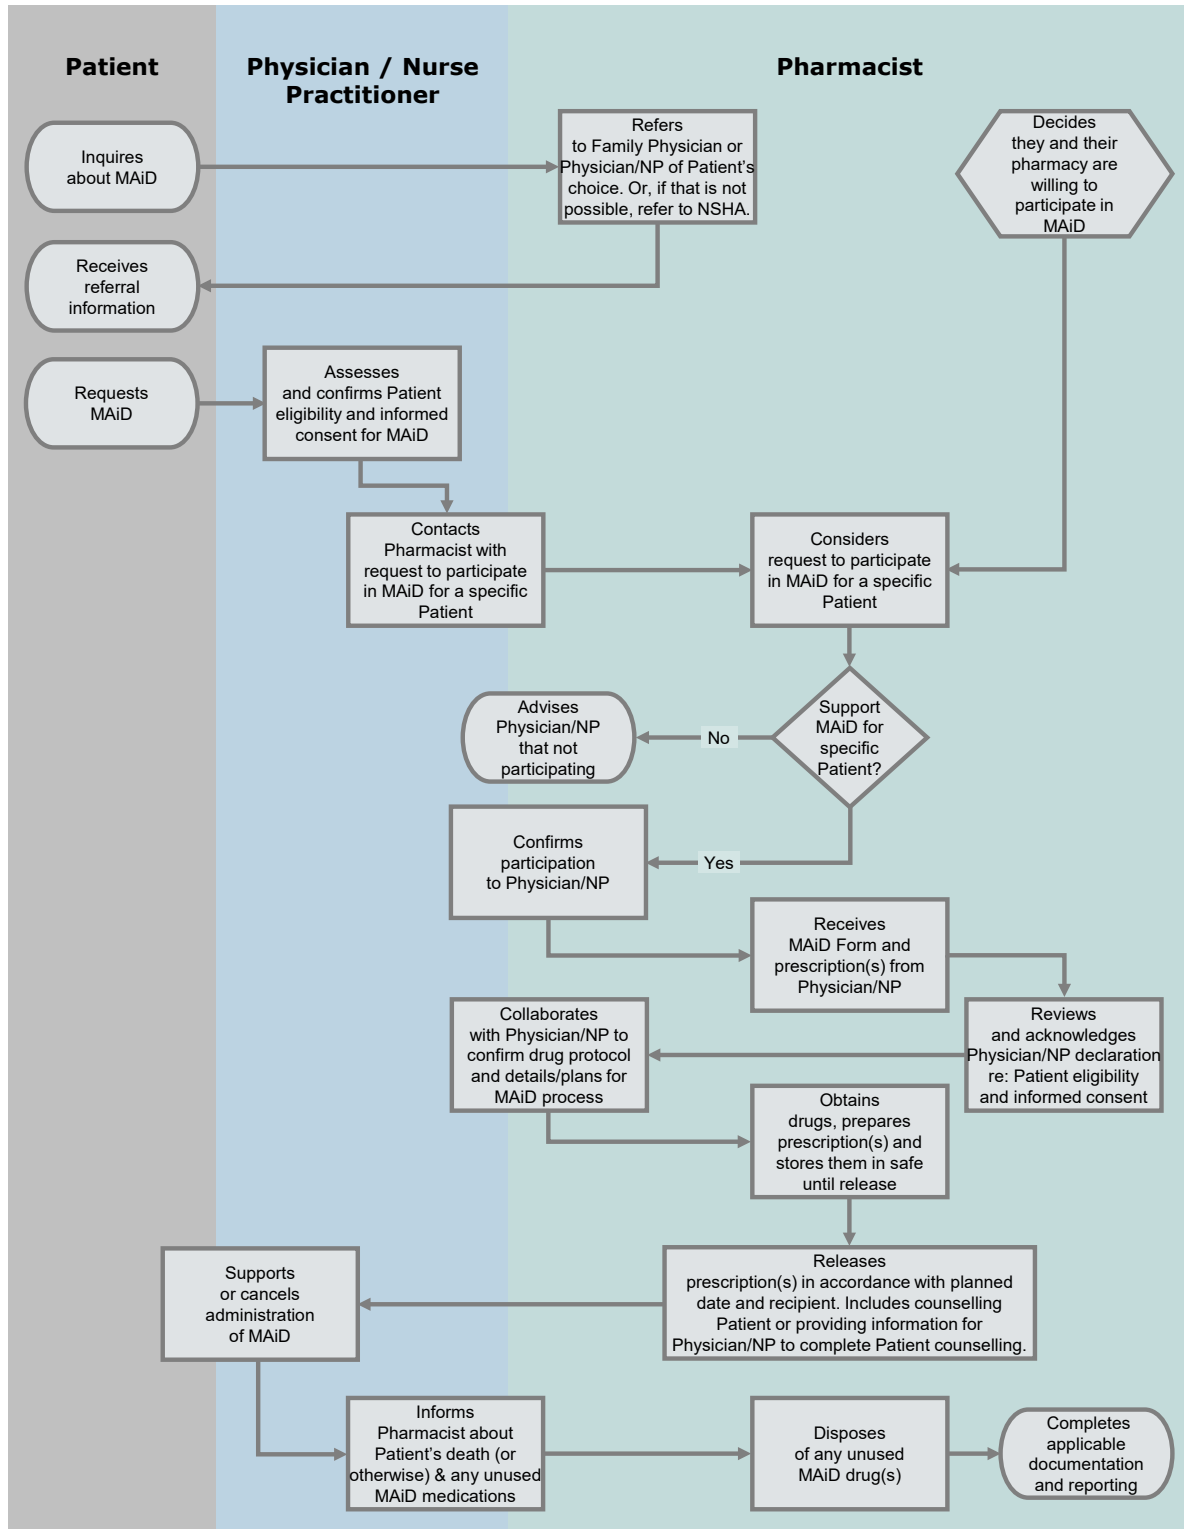 Patient
Physician / Nurse
Practitioner
Pharmacist
Inquires
about MAiD
Refers
to Family Physician or
Physician/NP of Patient's
choice. Or, if that is not
possible, refer to NSHA.
Decides
they and their
pharmacy are
willing to
participate in
MAiD
Receives
referral
information
Requests
MAiD
Assesses
and confirms Patient
eligibility and informed
consent for MAiD
Contacts
Pharmacist with
request to participate
in MAiD for a specific
Patient
Considers
request to participate
in MAiD for a specific
Patient
Support
MAiD for
specific
Patient?
No
Advises
Physician/NP
that not
participating
Yes
Confirms
participation
to Physician/NP
Receives
MAiD Form and
prescription(s) from
Physician/NP
Reviews
and acknowledges
Physician/NP declaration
re: Patient eligibility
and informed consent
Collaborates
with Physician/NP to
confirm drug protocol
and details/plans for
MAiD process
Obtains
drugs, prepares
prescription(s) and
stores them in safe
until release
Releases
prescription(s) in accordance with planned
date and recipient. Includes counselling
Patient or providing information for
Physician/NP to complete Patient counselling.
Supports
or cancels
administration
of MAiD
Informs
Pharmacist about
Patient's death (or
otherwise) & any unused
MAiD medications
Disposes
of any unused
MAiD drug(s)
Completes
applicable
documentation
and reporting